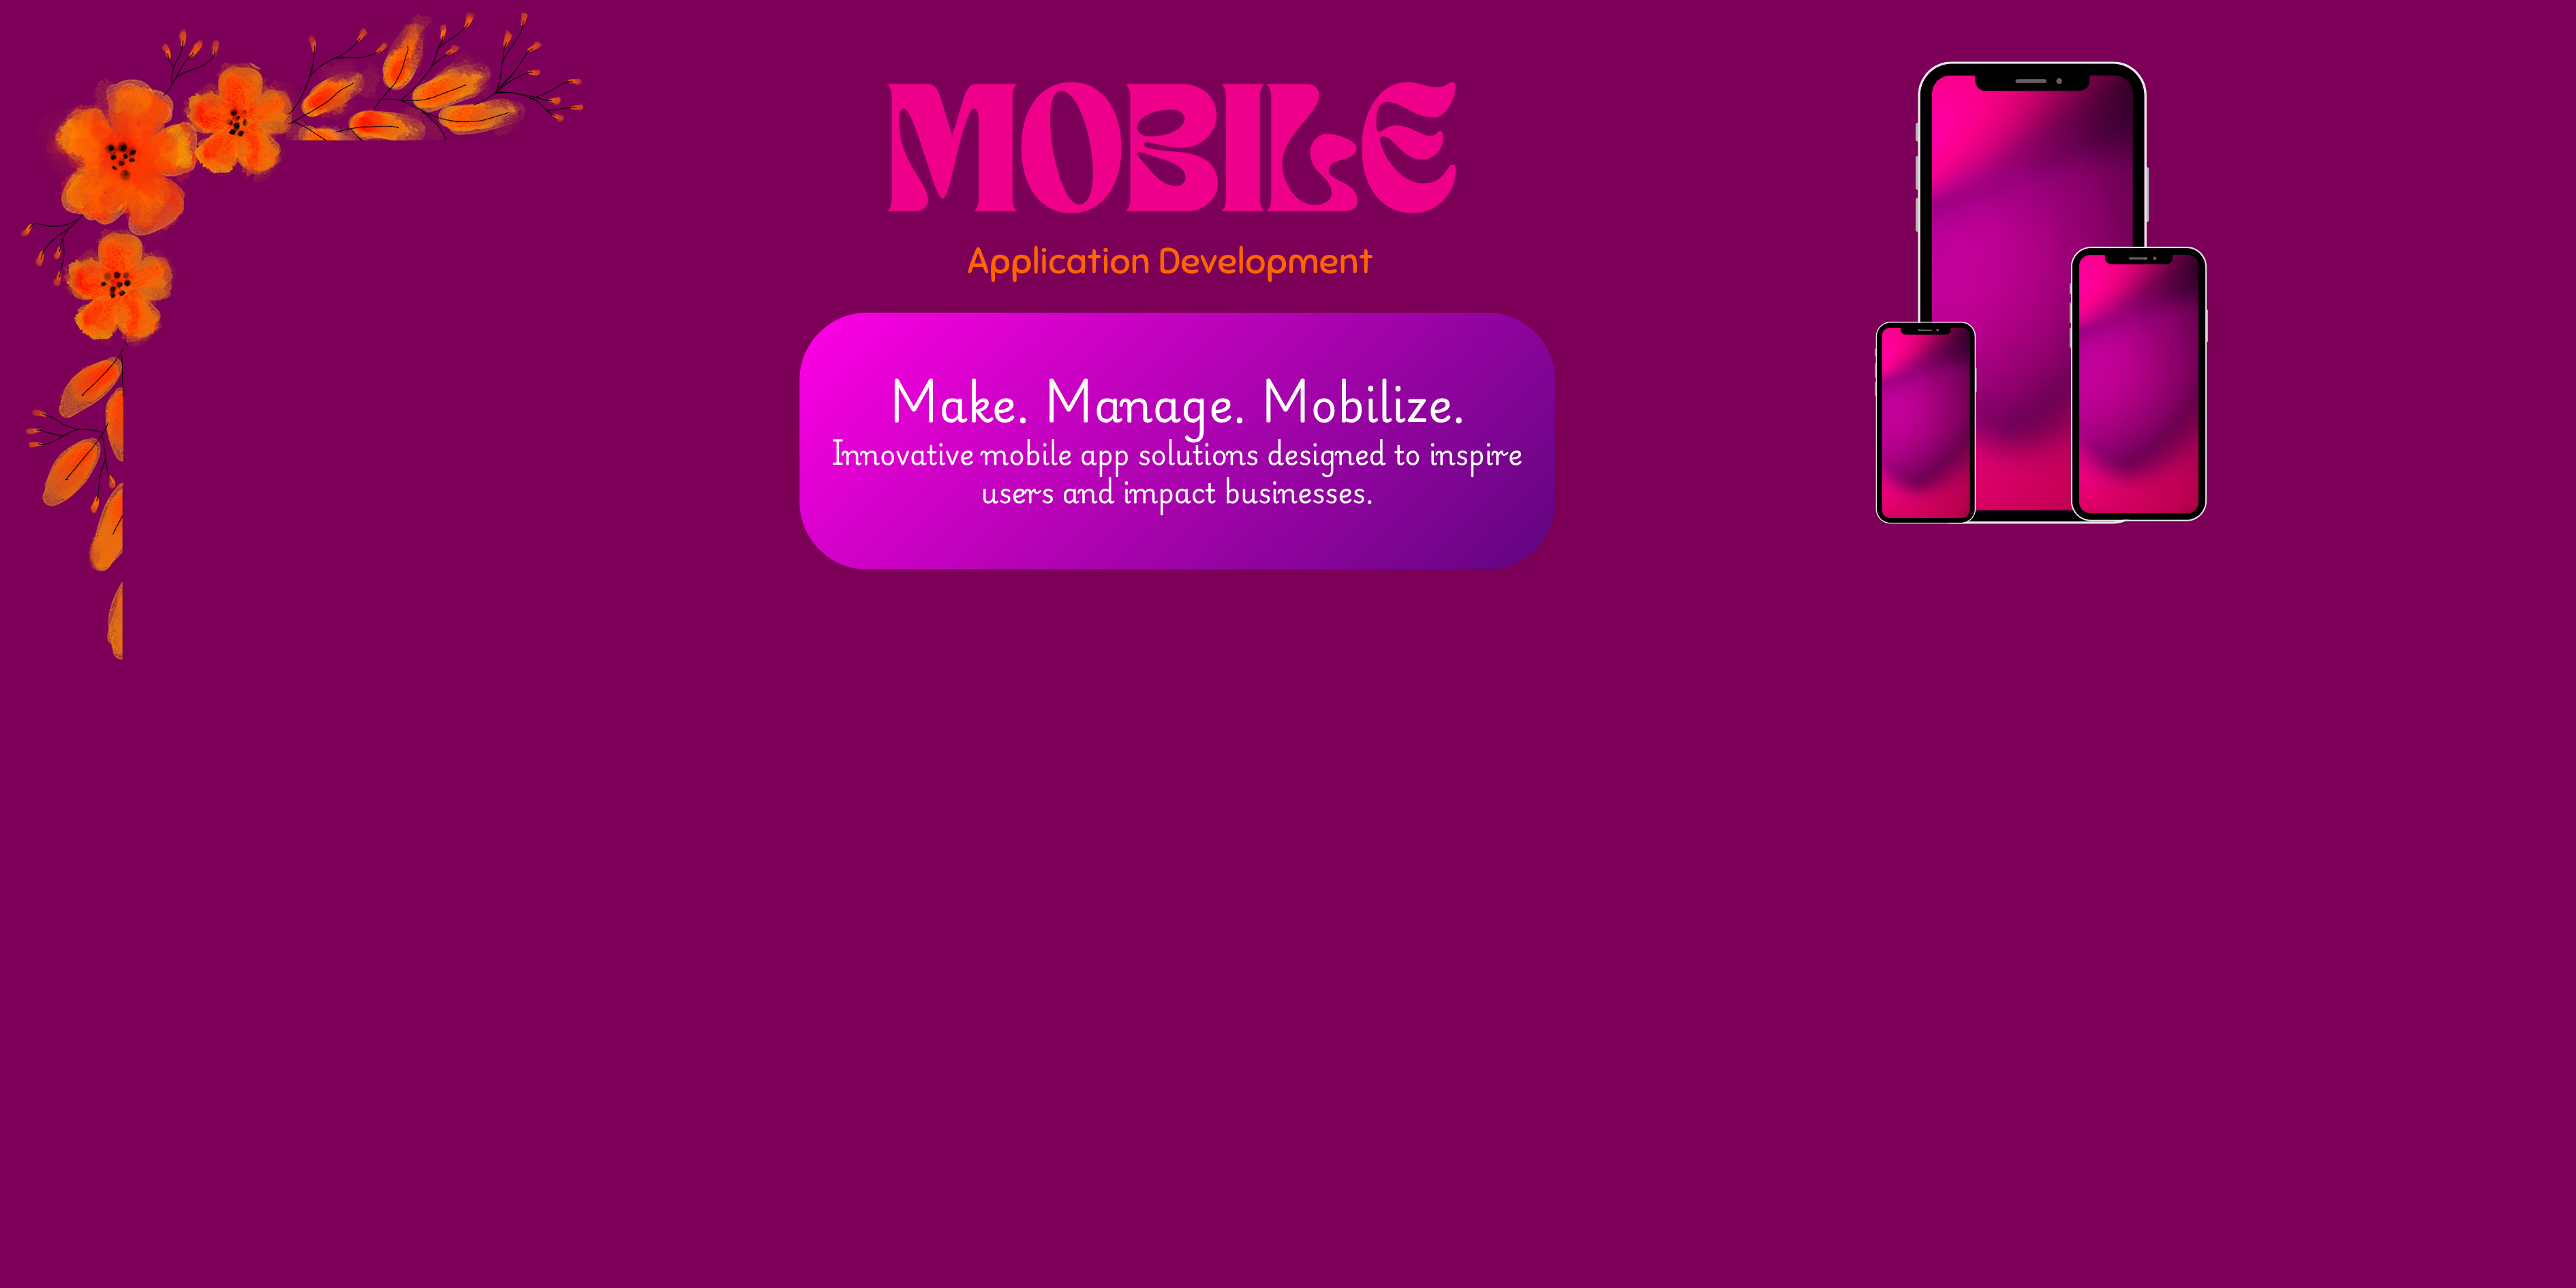 MOBILE
Application Development
Make. Manage. Mobilize.
Innovative mobile app solutions designed to inspire
users and impact businesses.